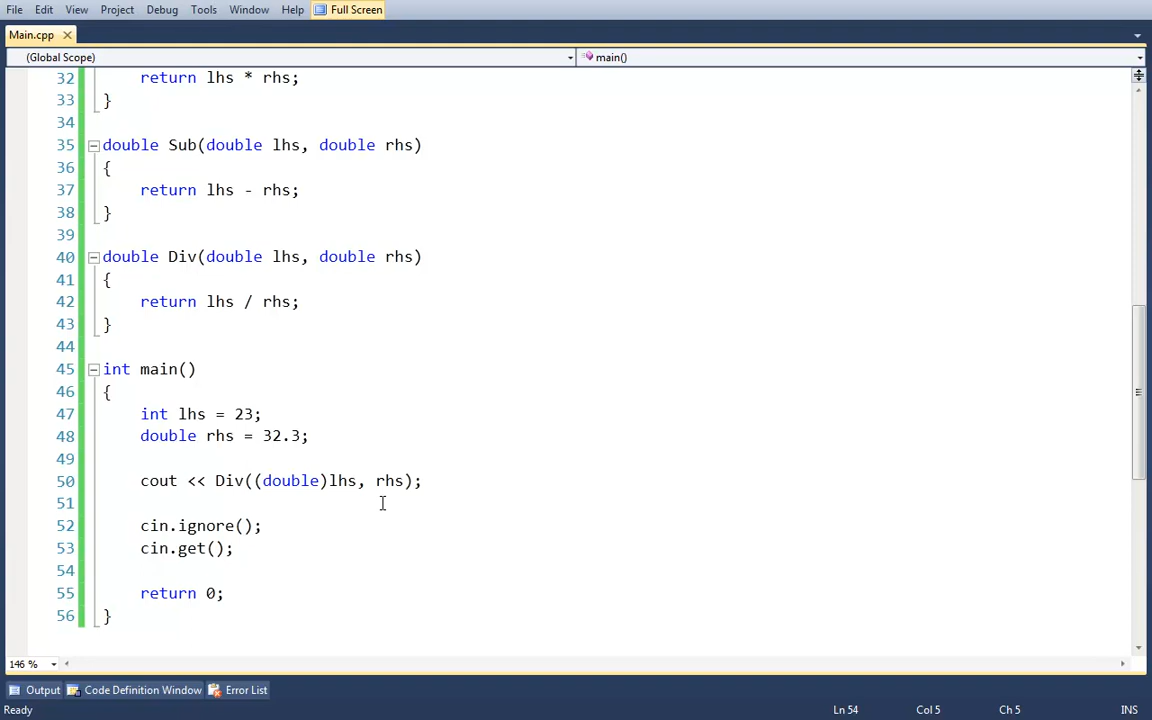 File Edit View Project Debug Tools Window Help Full Screen
Main.cpp
(Global Scope) main()
32 return lhs * rhs;
33 }
34
35 double Sub(double lhs, double rhs)
36 {
37 return lhs - rhs;
38 }
39
40 double Div(double lhs, double rhs)
41 {
42 return lhs / rhs;
43 }
44
45 int main()
46 {
47 int lhs = 23;
48 double rhs = 32.3;
49
50 cout << Div((double)lhs, rhs);
51
52 cin.ignore();
53 cin.get();
54
55 return 0;
56 }
146 %
Output Code Definition Window Error List
Ready Ln 54 Col 5 Ch 5 INS